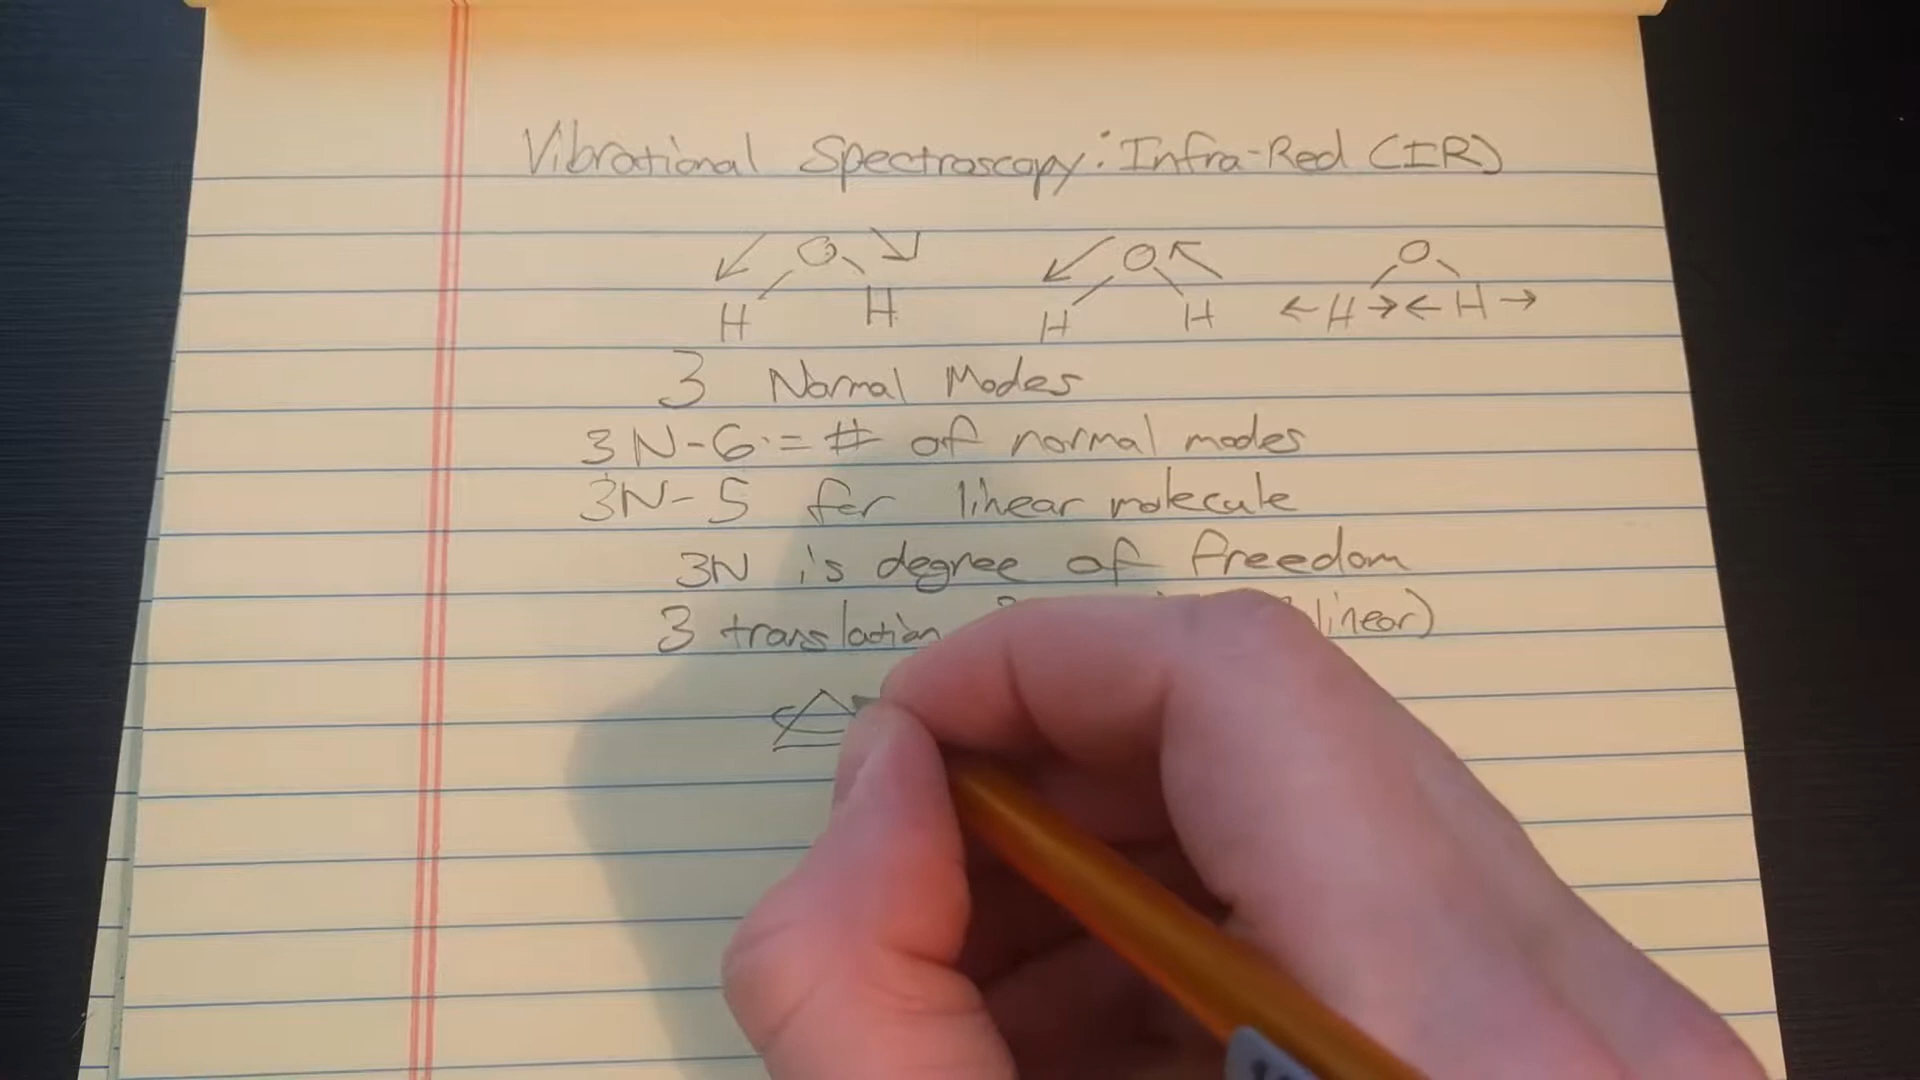 Vibrational Spectroscopy: Infra-Red (IR)
O O O
H H H H ←H→←H→
3 Normal Modes
3N-6 = # of normal modes
3N-5 for linear molecule
3N is degree of freedom
3 translation linear)